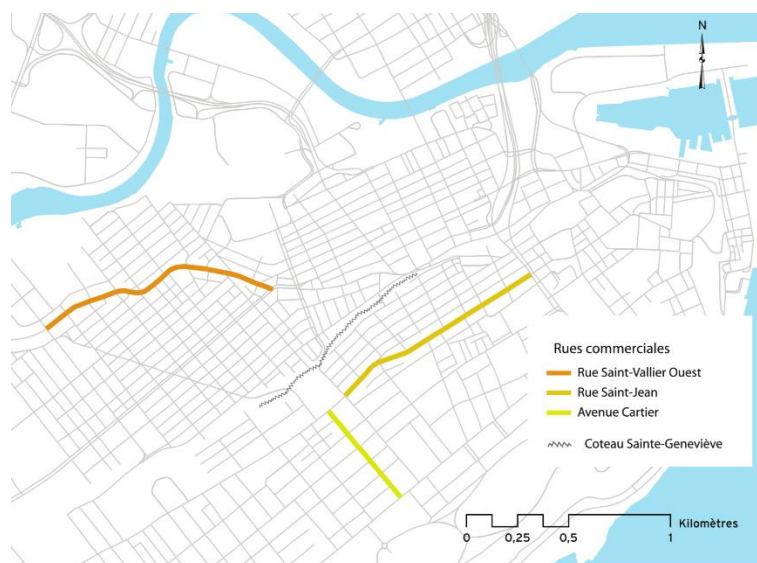 N
Rues commerciales
Rue Saint-Vallier Ouest
Rue Saint-Jean
Avenue Cartier
Coteau Sainte-Geneviève
Kilomètres
0 0,25 0,5 1